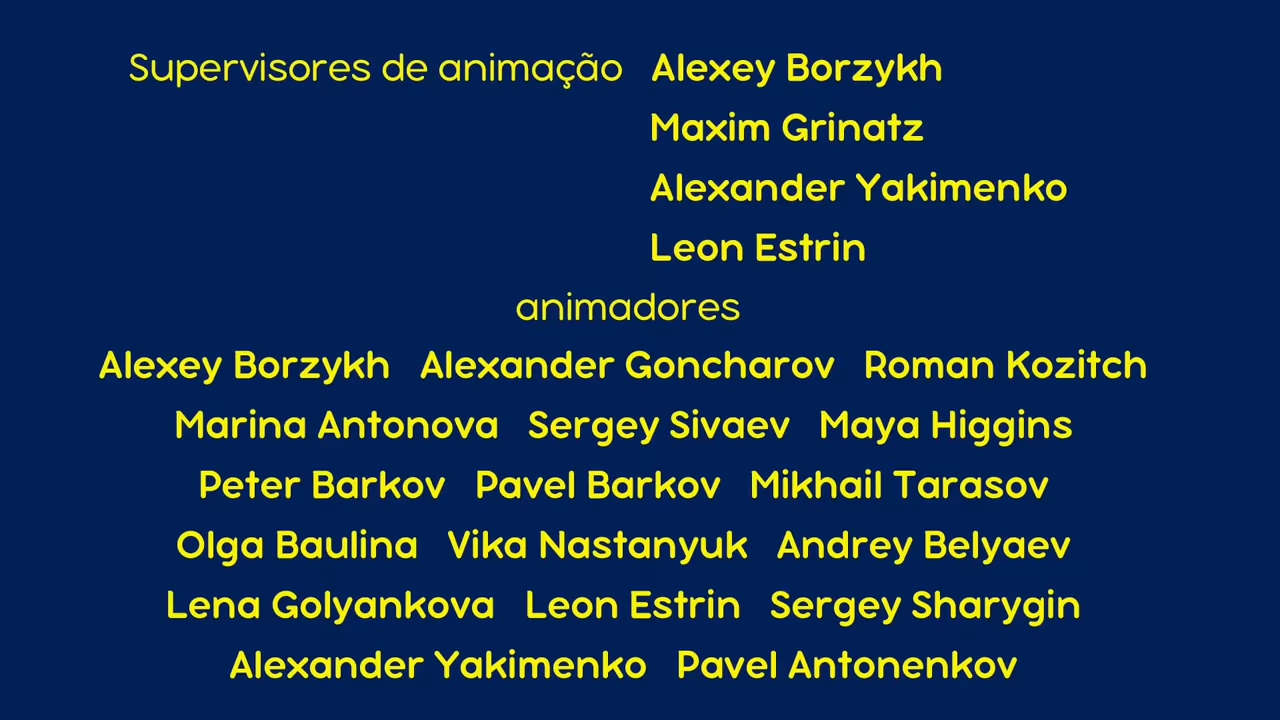 Supervisores de animação Alexey Borzykh
Maxim Grinatz
Alexander Yakimenko
Leon Estrin
animadores
Alexey Borzykh Alexander Goncharov Roman Kozitch
Marina Antonova Sergey Sivaev Maya Higgins
Peter Barkov Pavel Barkov Mikhail Tarasov
Olga Baulina Vika Nastanyuk Andrey Belyaev
Lena Golyankova Leon Estrin Sergey Sharygin
Alexander Yakimenko Pavel Antonenkov